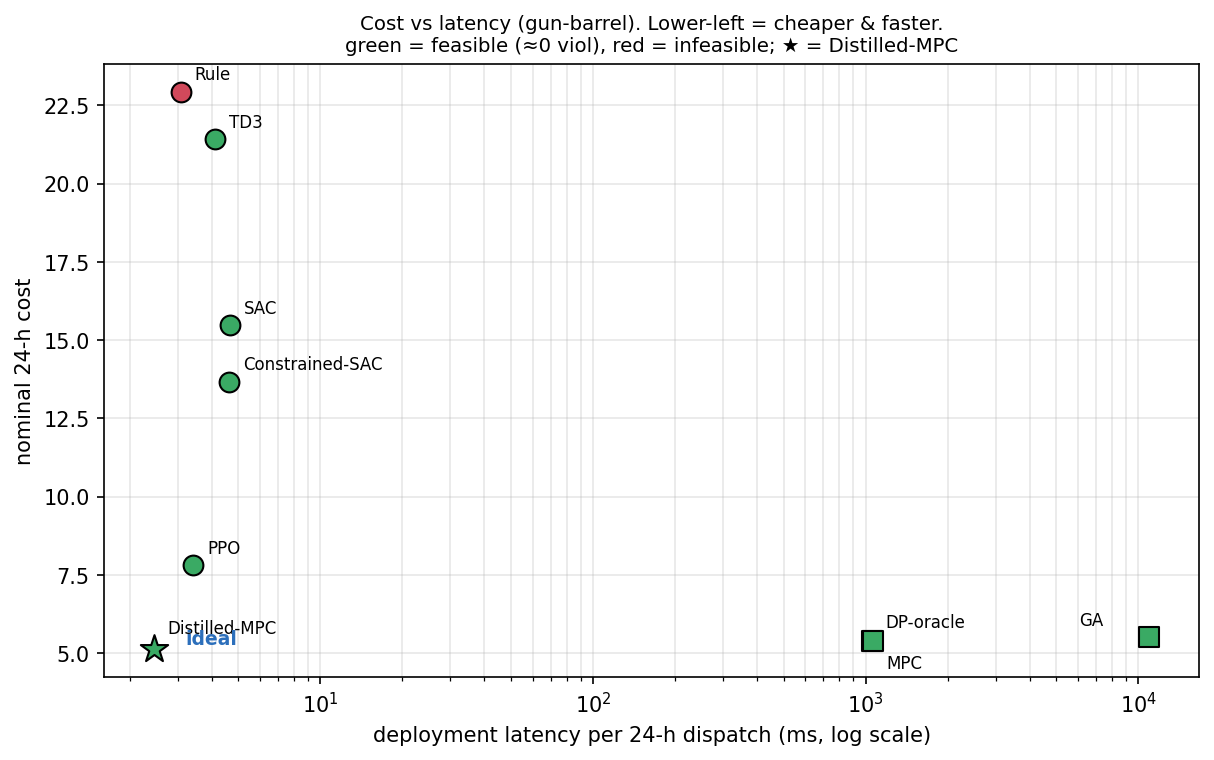 Cost vs latency (gun-barrel). Lower-left = cheaper & faster.
green = feasible (≈0 viol), red = infeasible; ★ = Distilled-MPC
nominal 24-h cost
22.5
20.0
17.5
15.0
12.5
10.0
7.5
5.0
Rule
TD3
SAC
Constrained-SAC
PPO
Distilled-MPC
Ideal
DP-oracle
MPC
GA
10¹
10²
10³
10⁴
deployment latency per 24-h dispatch (ms, log scale)